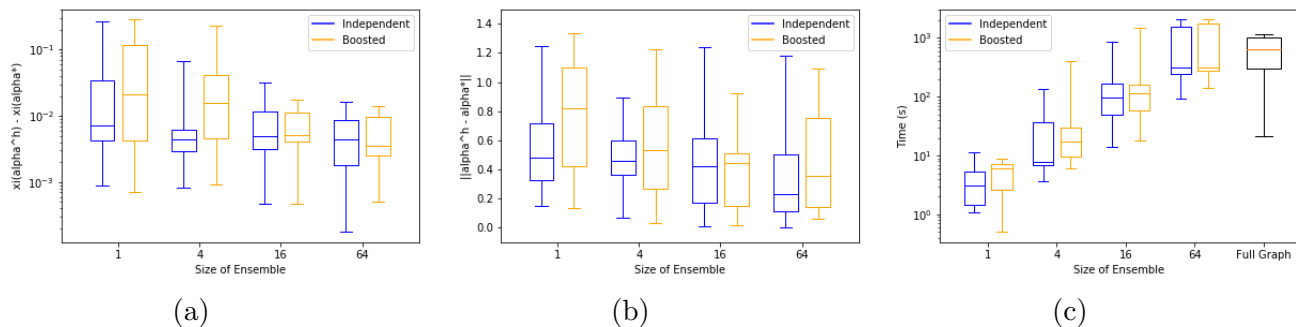 xi(alpha^h) - xi(alpha*)
10⁻¹
10⁻²
10⁻³
Independent
Boosted
1 4 16 64
Size of Ensemble
(a)
||alpha^h - alpha*||
1.4
1.2
1.0
0.8
0.6
0.4
0.2
0.0
Independent
Boosted
1 4 16 64
Size of Ensemble
(b)
Time (s)
10³
10²
10¹
10⁰
Independent
Boosted
1 4 16 64 Full Graph
Size of Ensemble
(c)